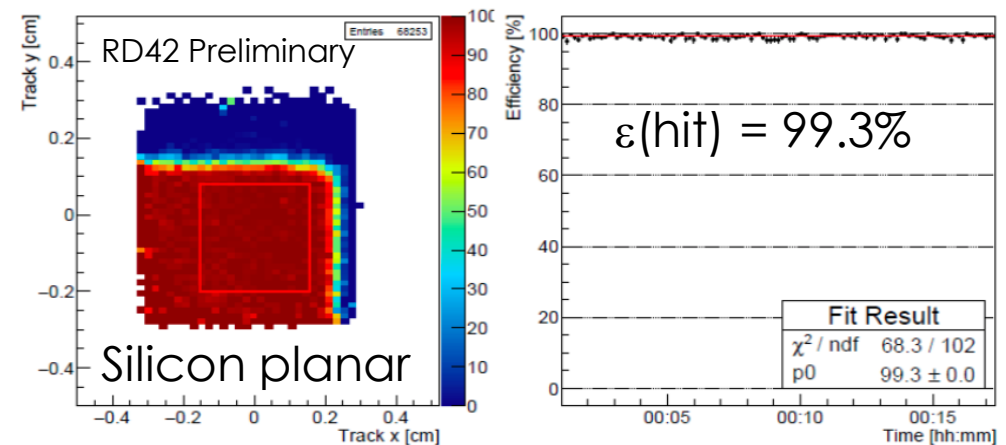 RD42 Preliminary
Entries 68253
Track y [cm]
0.4
0.2
0
−0.2
−0.4
Silicon planar
−0.4 −0.2 0 0.2 0.4
Track x [cm]
100
90
80
70
60
50
40
30
20
10
0
Efficiency [%]
100
80
60
40
20
0
ε(hit) = 99.3%
Fit Result
χ² / ndf 68.3 / 102
p0 99.3 ± 0.0
00:05 00:10 00:15
Time [hh:mm]